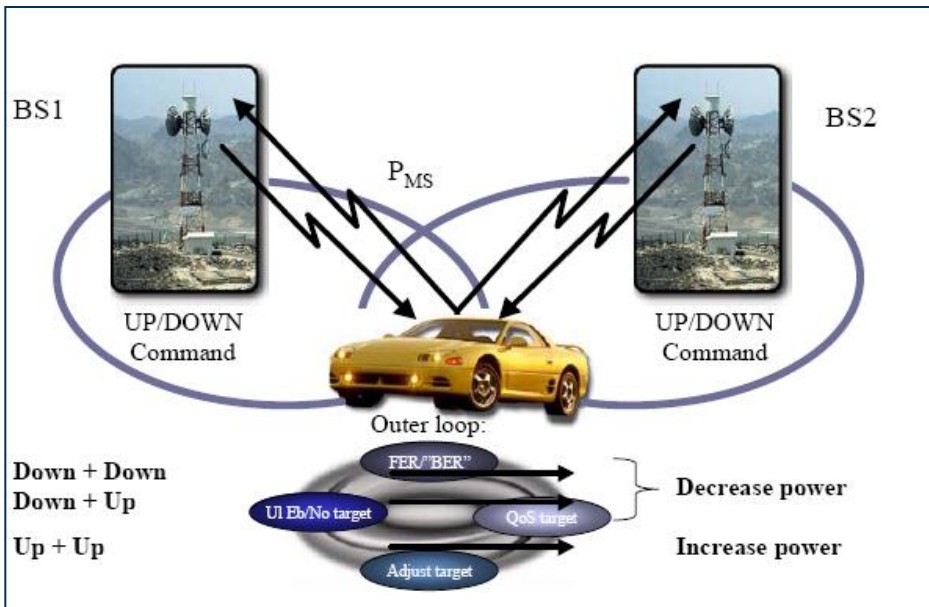 BS1
BS2
P_MS
UP/DOWN
Command
UP/DOWN
Command
Outer loop:
FER/"BER"
Ul Eb/No target
QoS target
Adjust target
Down + Down
Down + Up
Decrease power
Up + Up
Increase power